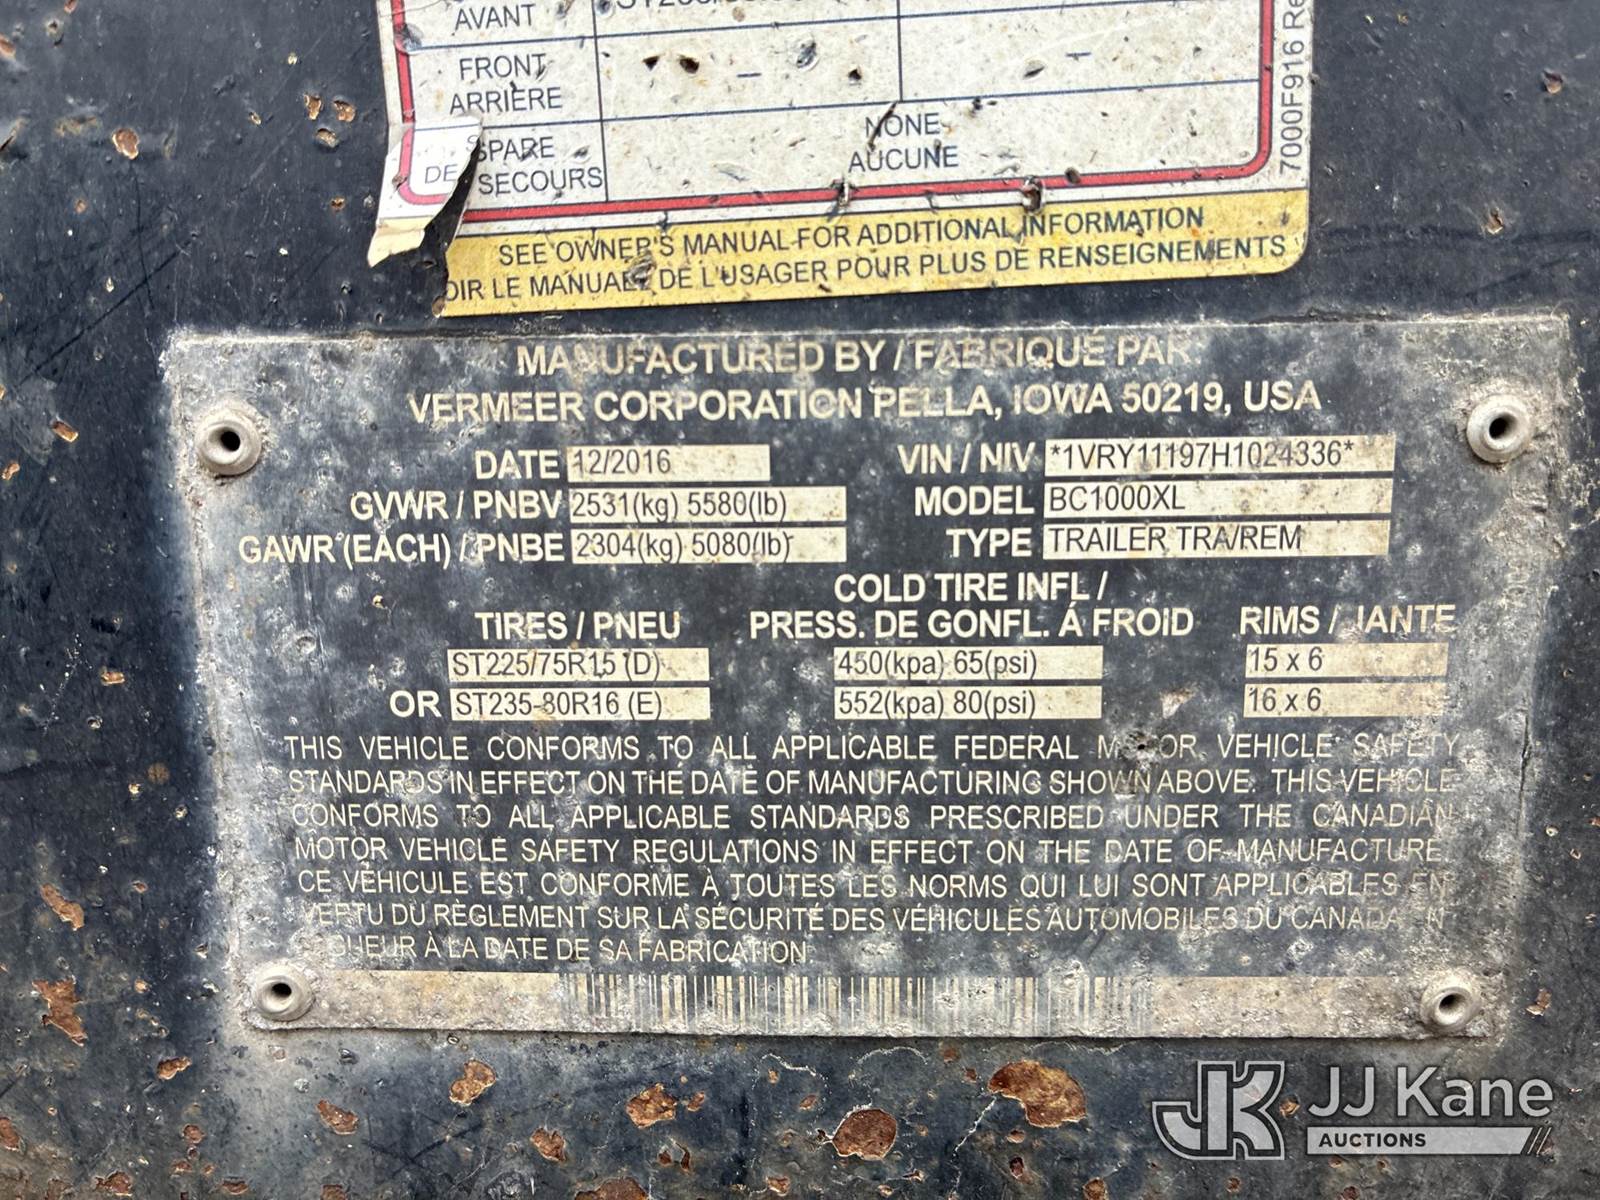 AVANT
FRONT
ARRIÈRE
SPARE
DE SECOURS
NONE
AUCUNE
7000F916
SEE OWNER'S MANUAL FOR ADDITIONAL INFORMATION
OIR LE MANUAEL DE L'USAGER POUR PLUS DE RENSEIGNEMENTS
MANUFACTURED BY / FABRIQUE PAR:
VERMEER CORPORATION PELLA, IOWA 50219, USA
DATE 12/2016 VIN / NIV *1VRY11197H1024336*
GVWR / PNBV 2531(kg) 5580(lb) MODEL BC1000XL
GAWR (EACH) / PNBE 2304(kg) 5080(lb) TYPE TRAILER TRA/REM
COLD TIRE INFL /
TIRES / PNEU PRESS. DE GONFL. Á FROID RIMS / JANTE
ST225/75R15 (D) 450(kpa) 65(psi) 15 x 6
OR ST235-80R16 (E) 552(kpa) 80(psi) 16 x 6
THIS VEHICLE CONFORMS TO ALL APPLICABLE FEDERAL MOTOR VEHICLE SAFETY
STANDARDS IN EFFECT ON THE DATE OF MANUFACTURING SHOWN ABOVE. THIS VEHICLE
CONFORMS TO ALL APPLICABLE STANDARDS PRESCRIBED UNDER THE CANADIAN
MOTOR VEHICLE SAFETY REGULATIONS IN EFFECT ON THE DATE OF MANUFACTURE.
CE VÉHICULE EST CONFORME À TOUTES LES NORMS QUI LUI SONT APPLICABLES EN
VERTU DU RÈGLEMENT SUR LA SÉCURITÉ DES VÉHICULES AUTOMOBILES DU CANADA EN
VIGUEUR À LA DATE DE SA FABRICATION.
JK JJ Kane
AUCTIONS